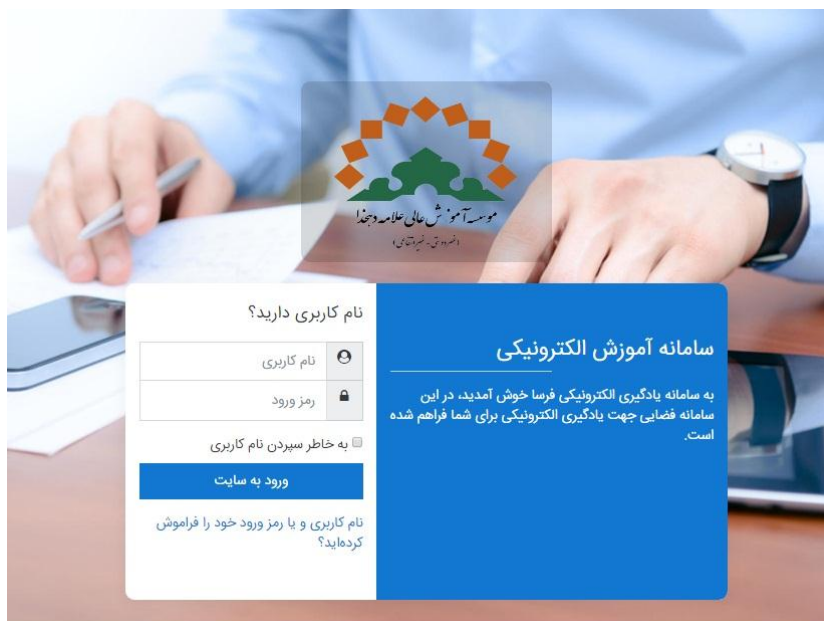 موسسه آموزش عالی علامه دهخدا
(غیردولتی - غیرانتفاعی)
سامانه آموزش الکترونیکی
به سامانه یادگیری الکترونیکی فرسا خوش آمدید، در این
سامانه فضایی جهت یادگیری الکترونیکی برای شما فراهم شده
است.
نام کاربری دارید؟
نام کاربری
رمز ورود
به خاطر سپردن نام کاربری
ورود به سایت
نام کاربری و یا رمز ورود خود را فراموش
کرده‌اید؟